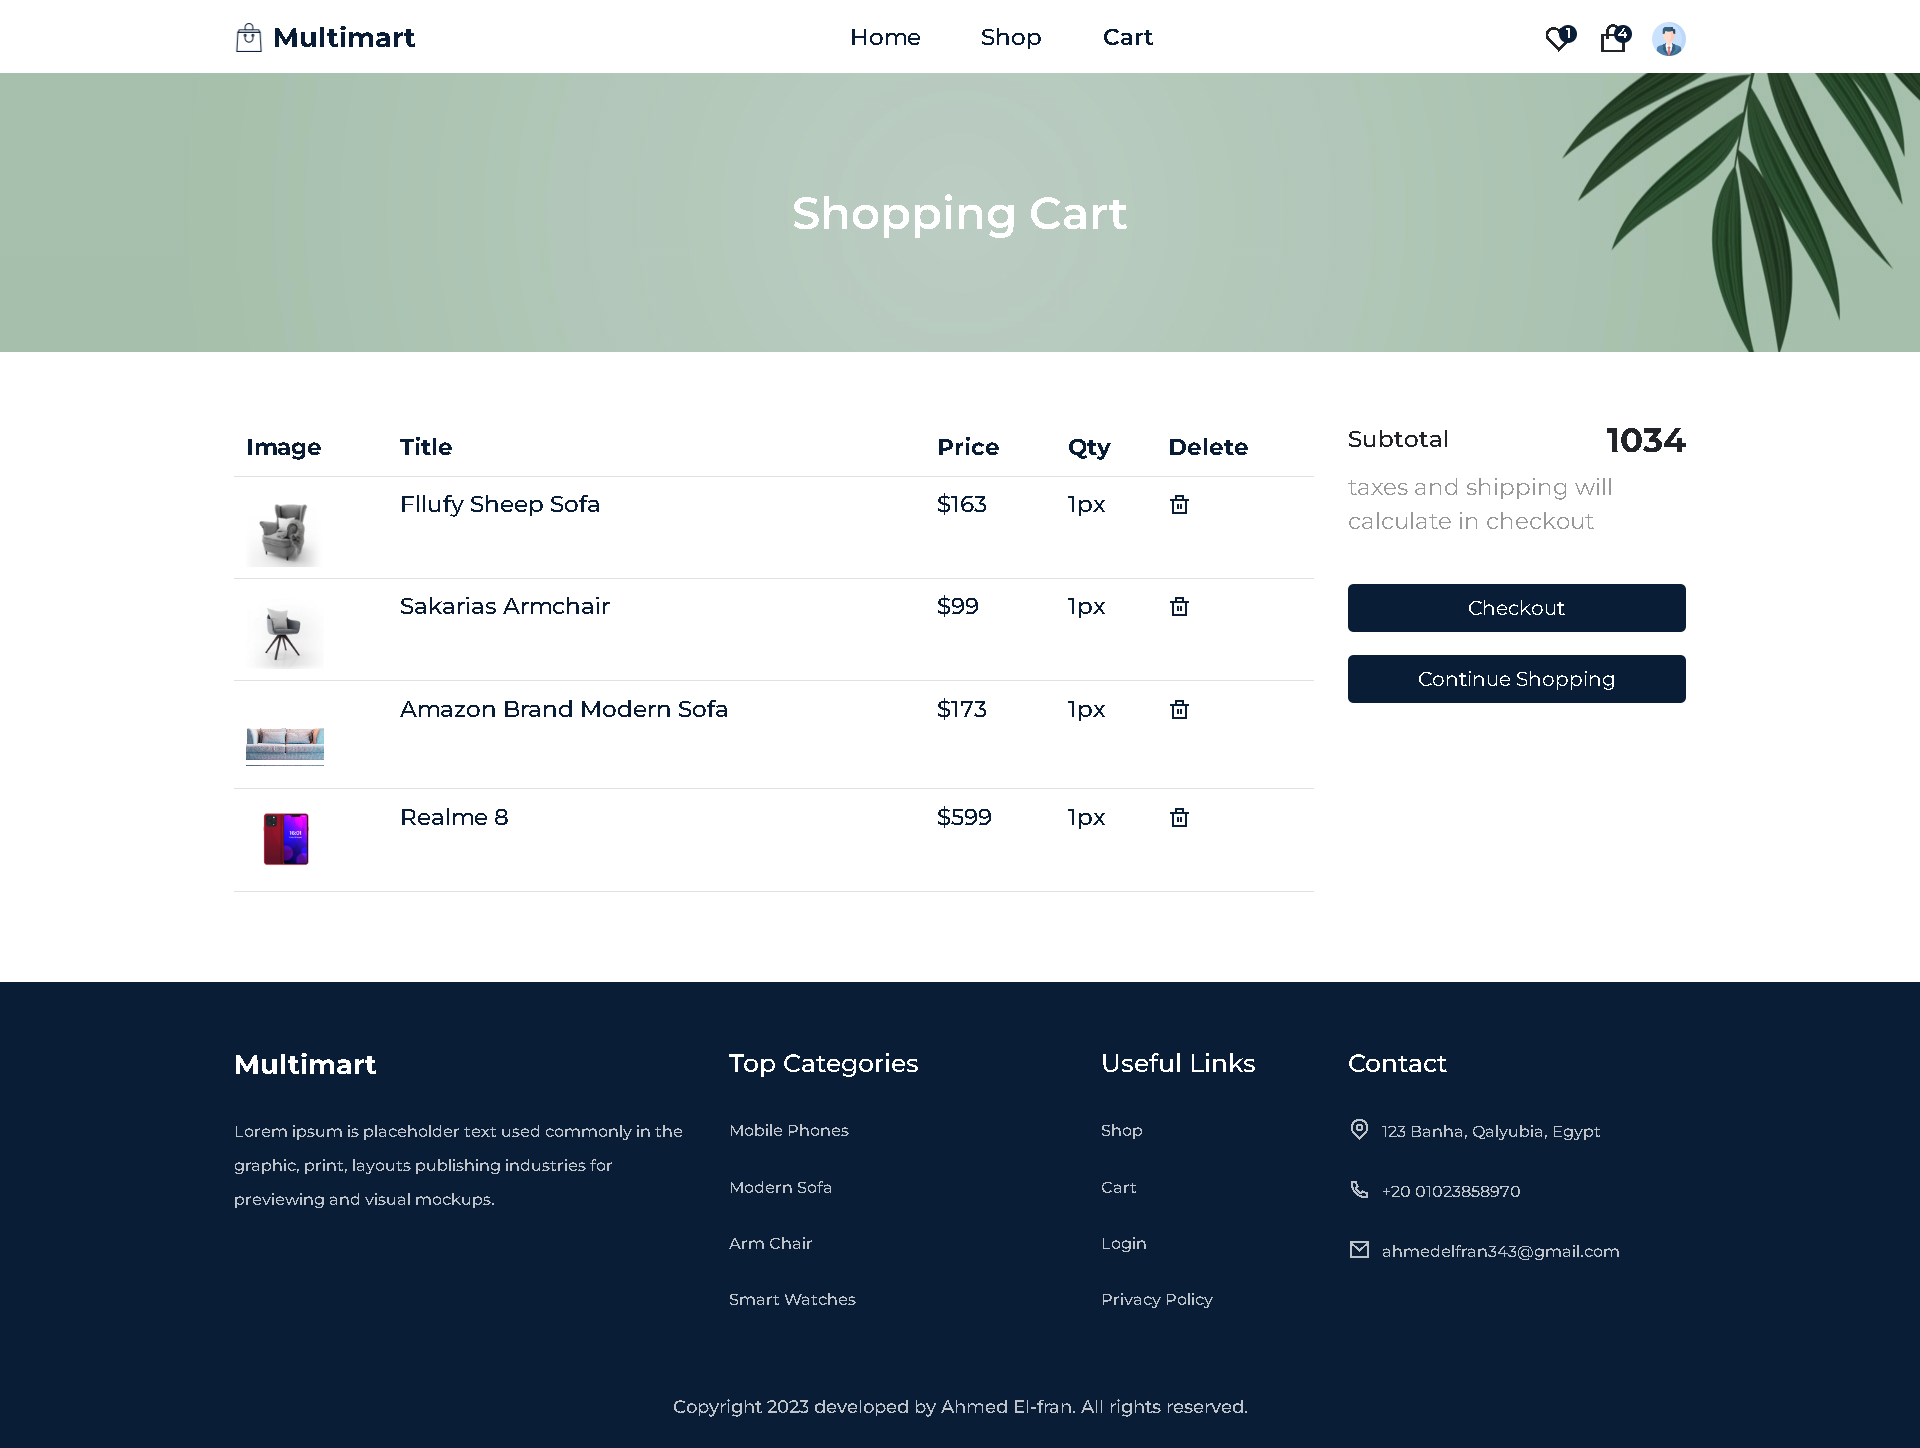 Multimart
Home Shop Cart
1 4
Shopping Cart
Image Title Price Qty Delete
Fllufy Sheep Sofa $163 1px
Sakarias Armchair $99 1px
Amazon Brand Modern Sofa $173 1px
Realme 8 $599 1px
Subtotal 1034
taxes and shipping will
calculate in checkout
Checkout
Continue Shopping
Multimart
Lorem ipsum is placeholder text used commonly in the
graphic, print, layouts publishing industries for
previewing and visual mockups.
Top Categories
Mobile Phones
Modern Sofa
Arm Chair
Smart Watches
Useful Links
Shop
Cart
Login
Privacy Policy
Contact
123 Banha, Qalyubia, Egypt
+20 01023858970
ahmedelfran343@gmail.com
Copyright 2023 developed by Ahmed El-fran. All rights reserved.